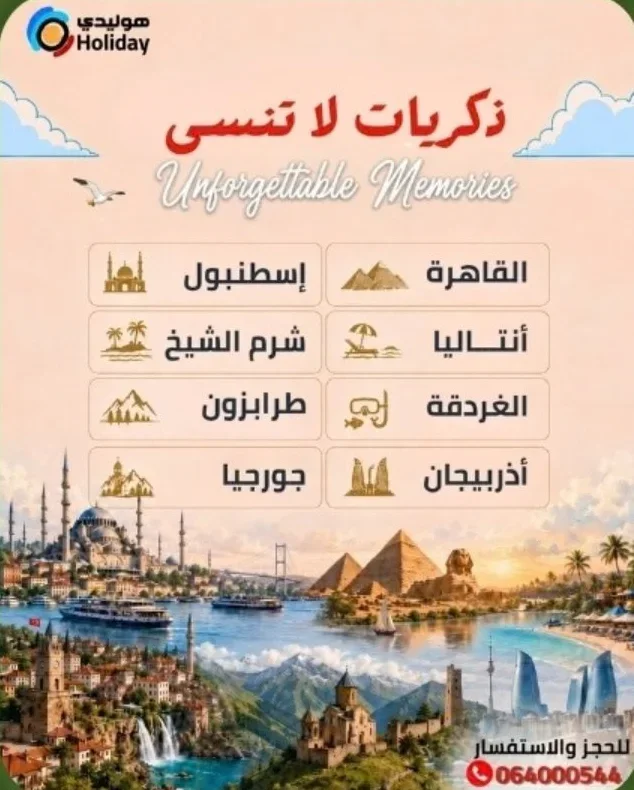 هوليدي
Holiday
ذكريات لا تنسى
Unforgettable Memories
القاهرة
إسطنبول
أنتاليا
شرم الشيخ
الغردقة
طرابزون
أذربيجان
جورجيا
للحجز والاستفسار
064000544